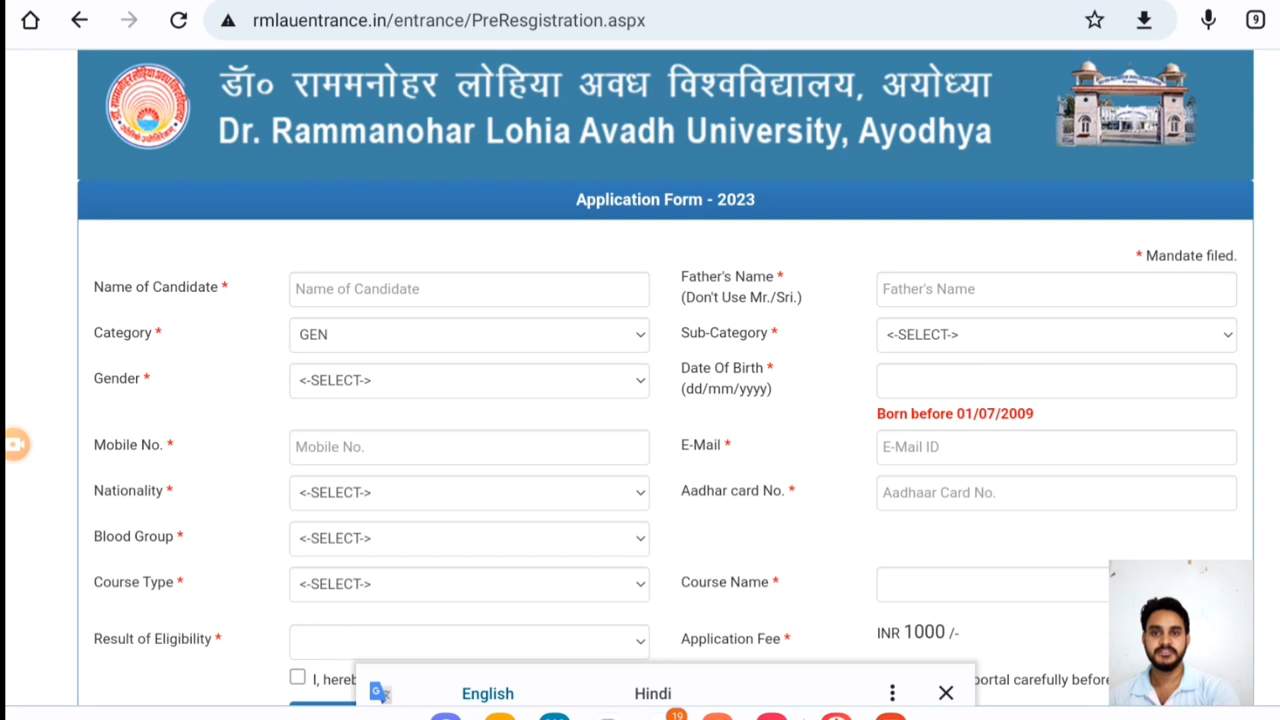 rmlauentrance.in/entrance/PreResgistration.aspx
9
डॉ० राममनोहर लोहिया अवध विश्वविद्यालय, अयोध्या
Dr. Rammanohar Lohia Avadh University, Ayodhya
Application Form - 2023
* Mandate filed.
Name of Candidate * Name of Candidate
Father's Name * (Don't Use Mr./Sri.) Father's Name
Category * GEN
Sub-Category * <-SELECT->
Gender * <-SELECT->
Date Of Birth * (dd/mm/yyyy)
Born before 01/07/2009
Mobile No. * Mobile No.
E-Mail * E-Mail ID
Nationality * <-SELECT->
Aadhar card No. * Aadhaar Card No.
Blood Group * <-SELECT->
Course Type * <-SELECT->
Course Name *
Result of Eligibility *
Application Fee * INR 1000 /-
I, hereb
portal carefully before
English Hindi
19